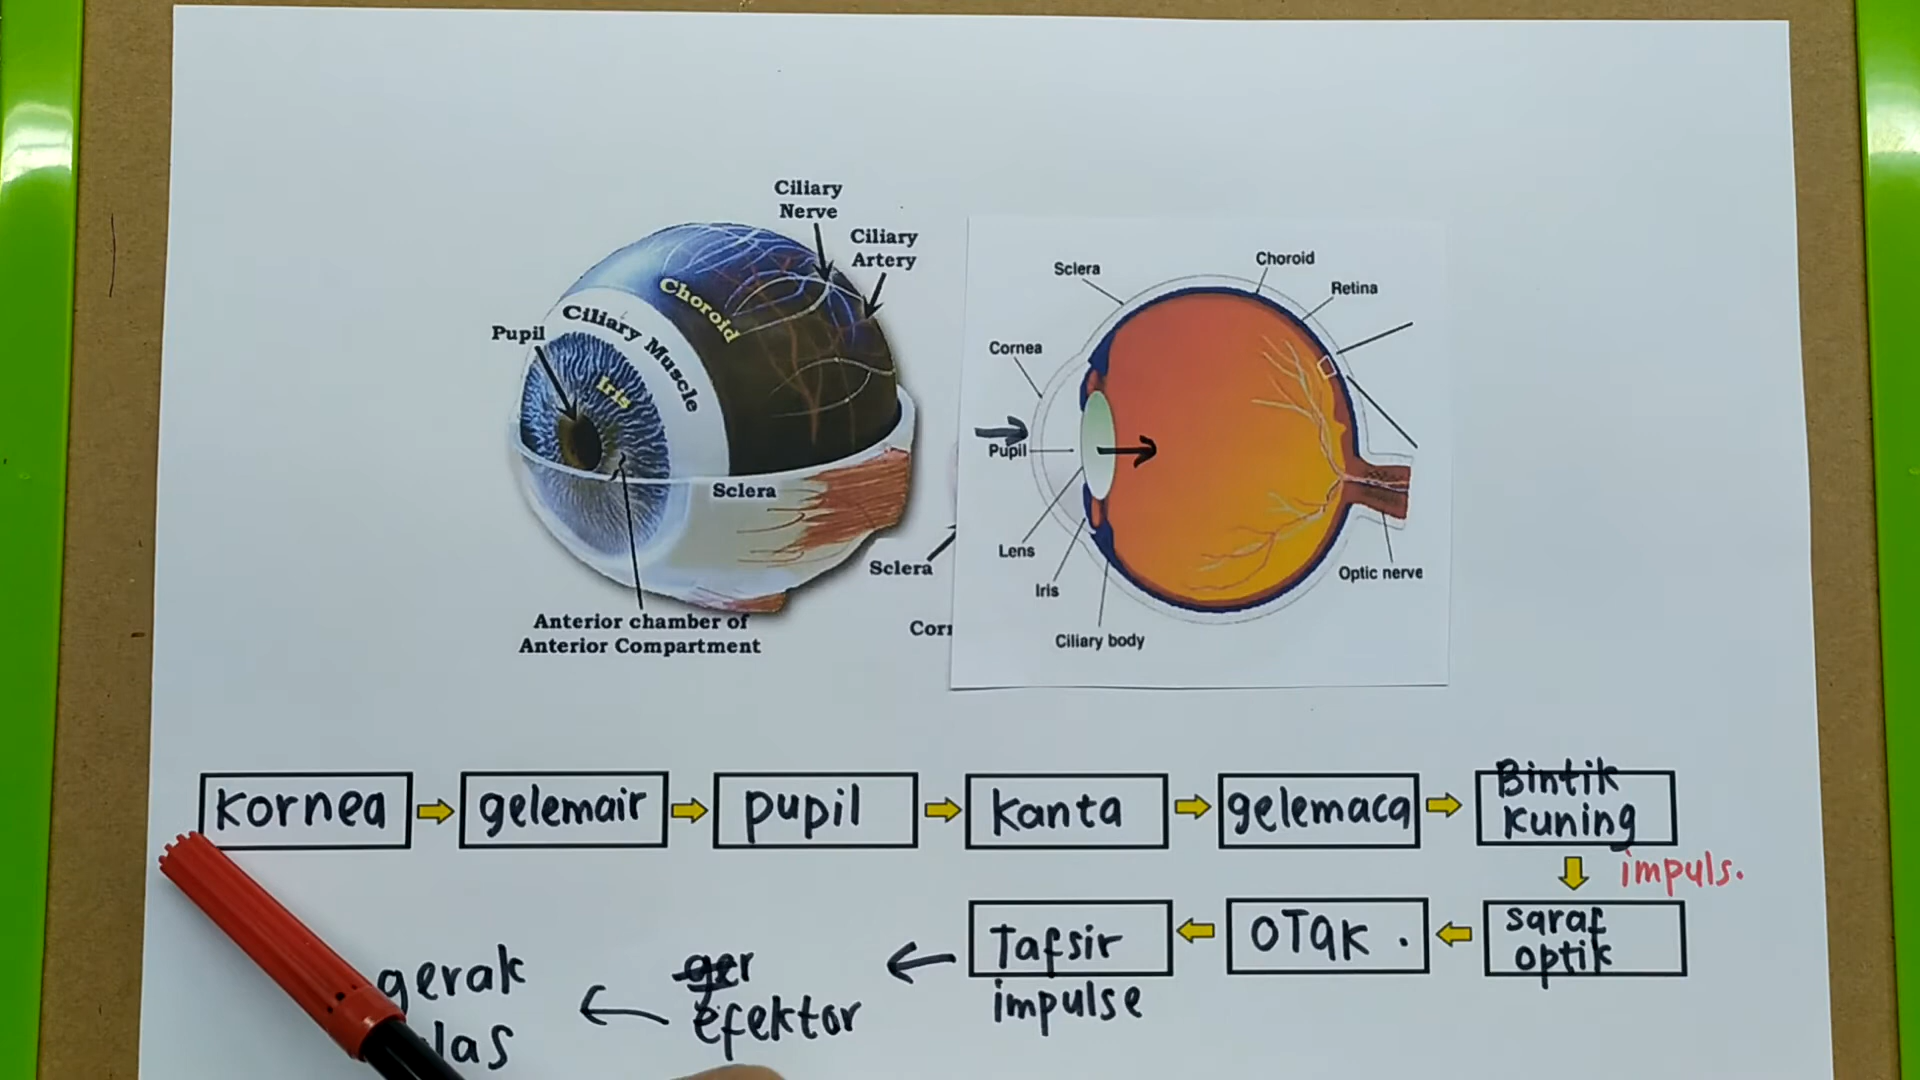 Ciliary
Nerve
Ciliary
Artery
Choroid
Ciliary Muscle
Pupil
Iris
Sclera
Sclera
Anterior chamber of
Anterior Compartment
Sclera
Choroid
Retina
Cornea
Pupil
Lens
Iris
Ciliary body
Optic nerve
Kornea
gelemair
pupil
Kanta
gelemaca
Bintik
Kuning
impuls.
saraf
optik
OTak .
Tafsir
impulse
efektor
gerak